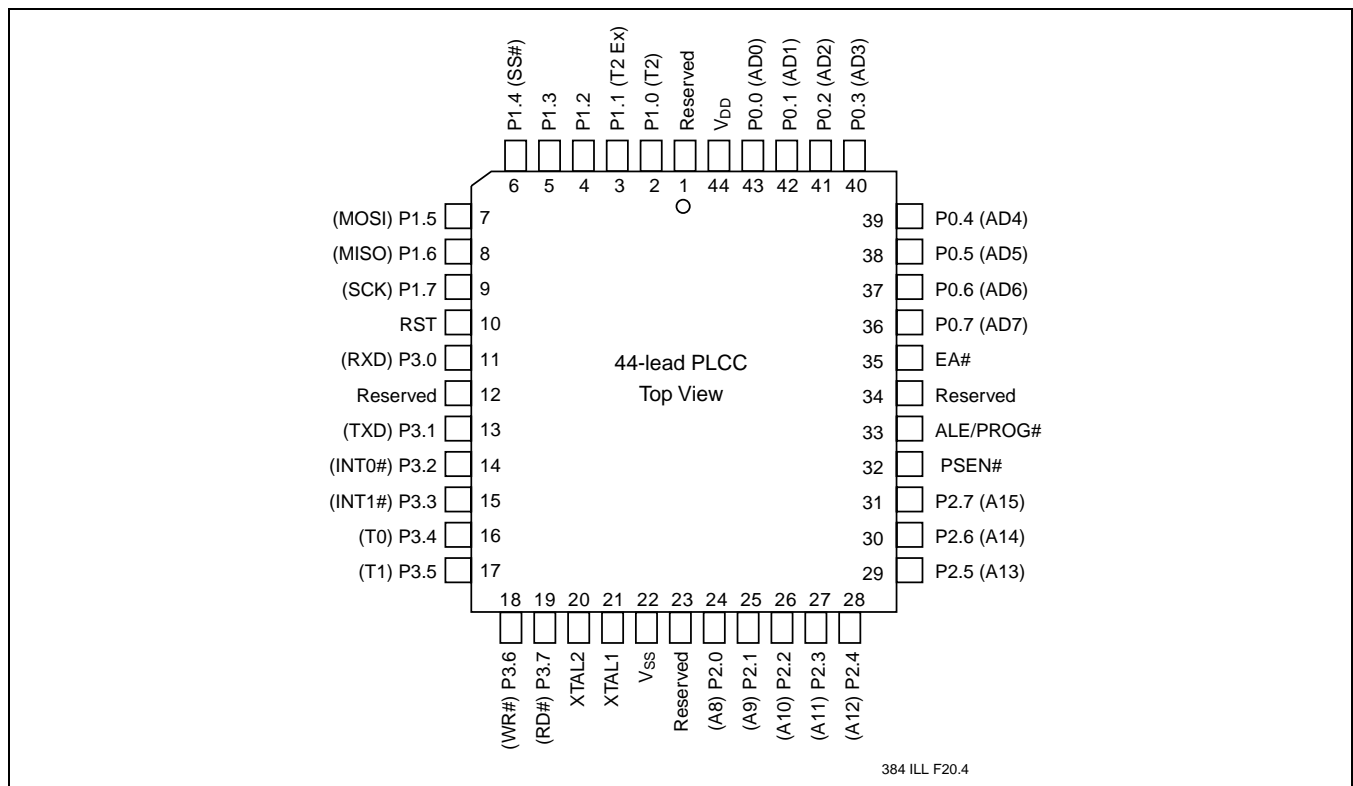 P1.4 (SS#)
P1.3
P1.2
P1.1 (T2 Ex)
P1.0 (T2)
Reserved
VDD
P0.0 (AD0)
P0.1 (AD1)
P0.2 (AD2)
P0.3 (AD3)
6 5 4 3 2 1 44 43 42 41 40
(MOSI) P1.5 7
(MISO) P1.6 8
(SCK) P1.7 9
RST 10
(RXD) P3.0 11
Reserved 12
(TXD) P3.1 13
(INT0#) P3.2 14
(INT1#) P3.3 15
(T0) P3.4 16
(T1) P3.5 17
44-lead PLCC
Top View
39 P0.4 (AD4)
38 P0.5 (AD5)
37 P0.6 (AD6)
36 P0.7 (AD7)
35 EA#
34 Reserved
33 ALE/PROG#
32 PSEN#
31 P2.7 (A15)
30 P2.6 (A14)
29 P2.5 (A13)
18 19 20 21 22 23 24 25 26 27 28
(WR#) P3.6
(RD#) P3.7
XTAL2
XTAL1
VSS
Reserved
(A8) P2.0
(A9) P2.1
(A10) P2.2
(A11) P2.3
(A12) P2.4
384 ILL F20.4